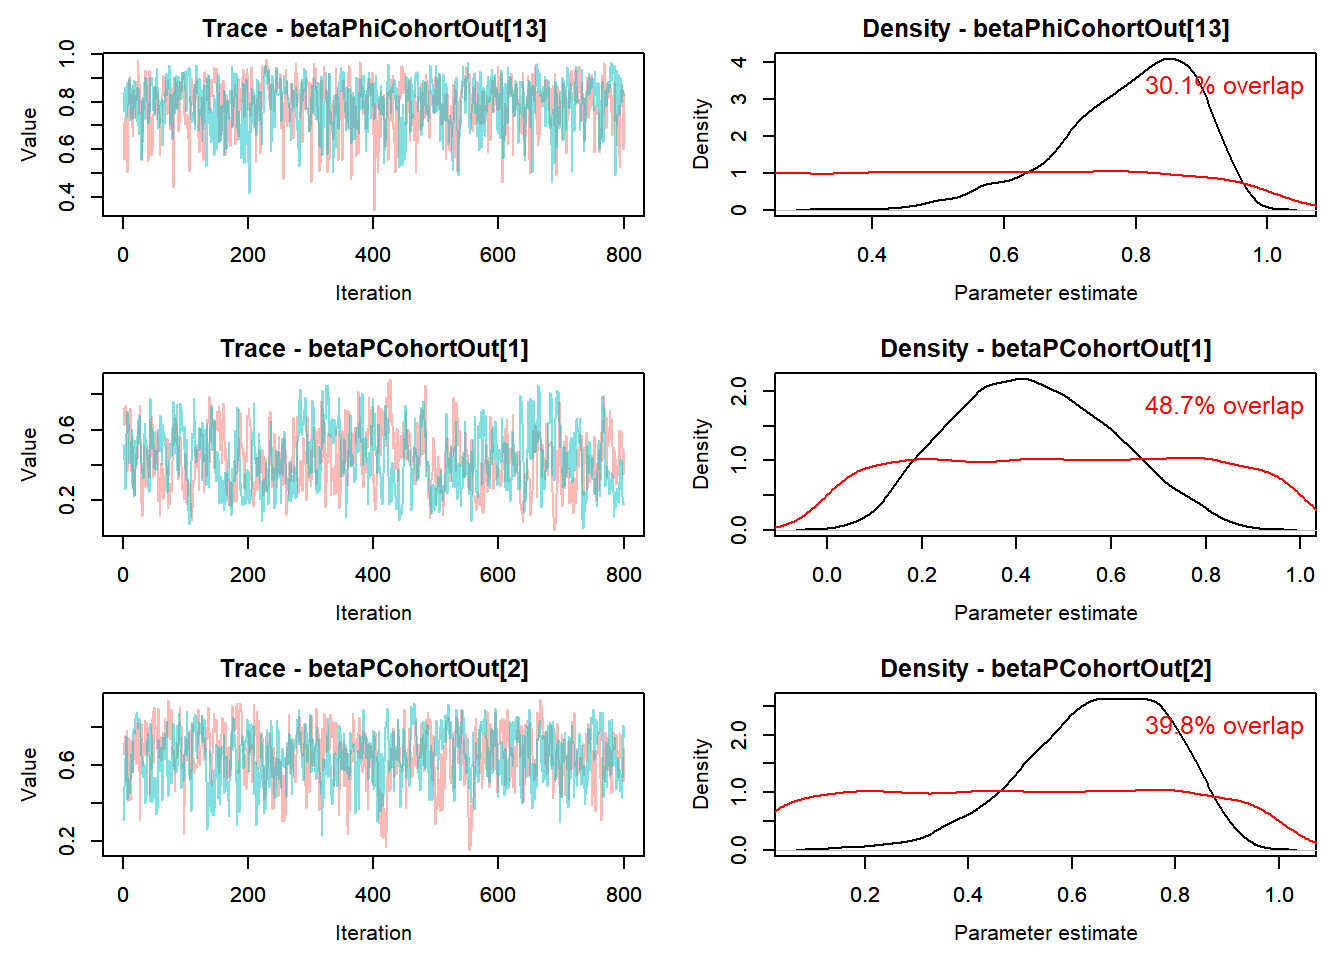 Trace - betaPhiCohortOut[13]
Value
0.4 0.6 0.8 1.0
0 200 400 600 800
Iteration
Density - betaPhiCohortOut[13]
30.1% overlap
Density
0 1 2 3 4
0.4 0.6 0.8 1.0
Parameter estimate
Trace - betaPCohortOut[1]
Value
0.2 0.6
0 200 400 600 800
Iteration
Density - betaPCohortOut[1]
48.7% overlap
Density
0.0 1.0 2.0
0.0 0.2 0.4 0.6 0.8 1.0
Parameter estimate
Trace - betaPCohortOut[2]
Value
0.2 0.6
0 200 400 600 800
Iteration
Density - betaPCohortOut[2]
39.8% overlap
Density
0.0 1.0 2.0
0.2 0.4 0.6 0.8 1.0
Parameter estimate